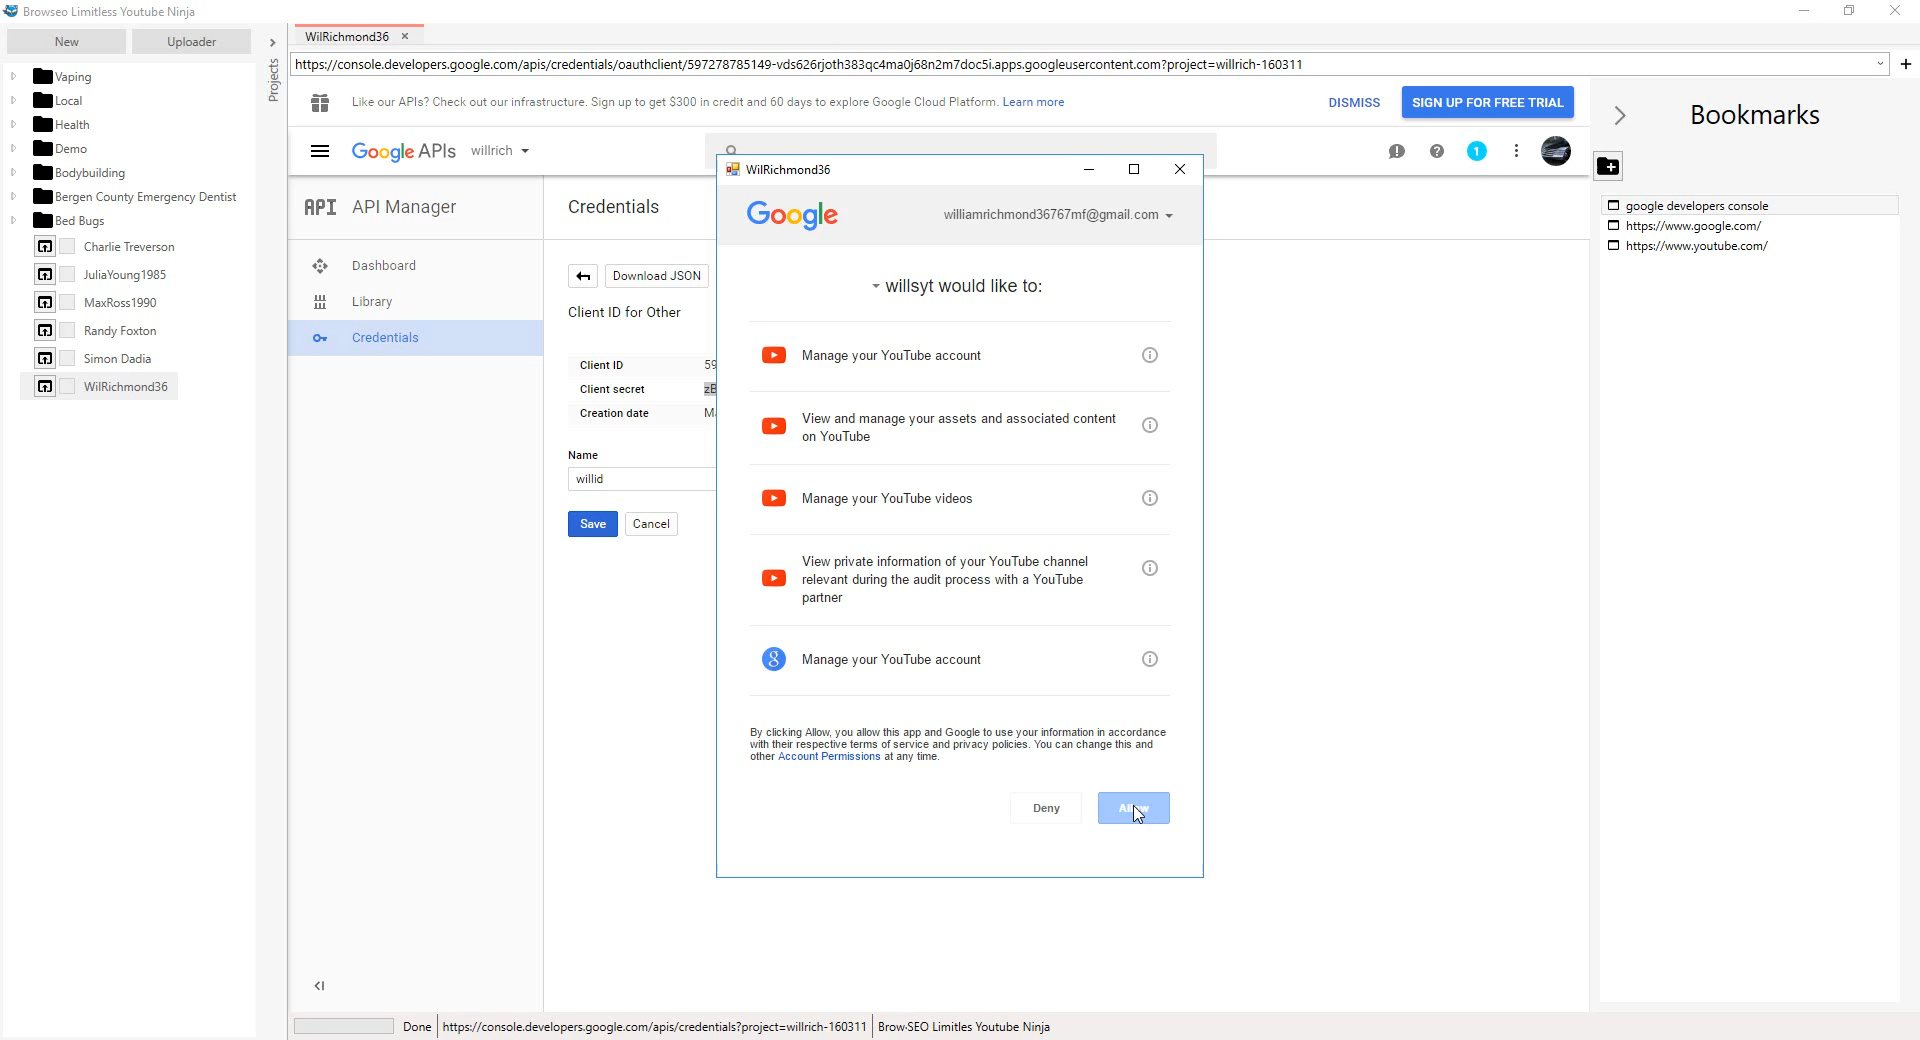 Browseo Limitless Youtube Ninja
New
Uploader
Projects
Vaping
Local
Health
Demo
Bodybuilding
Bergen County Emergency Dentist
Bed Bugs
Charlie Treverson
JuliaYoung1985
MaxRoss1990
Randy Foxton
Simon Dadia
WilRichmond36
WilRichmond36
https://console.developers.google.com/apis/credentials/oauthclient/597278785149-vds626rjoth383qc4ma0j68n2m7doc5i.apps.googleusercontent.com?project=willrich-160311
Like our APIs? Check out our infrastructure. Sign up to get $300 in credit and 60 days to explore Google Cloud Platform. Learn more
DISMISS
SIGN UP FOR FREE TRIAL
Google APIs
willrich
1
API API Manager
Dashboard
Library
Credentials
Credentials
Download JSON
Client ID for Other
Client ID 59
Client secret zB
Creation date
Name
willid
Save
Cancel
WilRichmond36
Google
williamrichmond36767mf@gmail.com
willsyt would like to:
Manage your YouTube account
View and manage your assets and associated content
on YouTube
Manage your YouTube videos
View private information of your YouTube channel
relevant during the audit process with a YouTube
partner
Manage your YouTube account
By clicking Allow, you allow this app and Google to use your information in accordance
with their respective terms of service and privacy policies. You can change this and
other Account Permissions at any time.
Deny
Bookmarks
google developers console
https://www.google.com/
https://www.youtube.com/
Done
https://console.developers.google.com/apis/credentials?project=willrich-160311
Brow-SEO Limitles Youtube Ninja